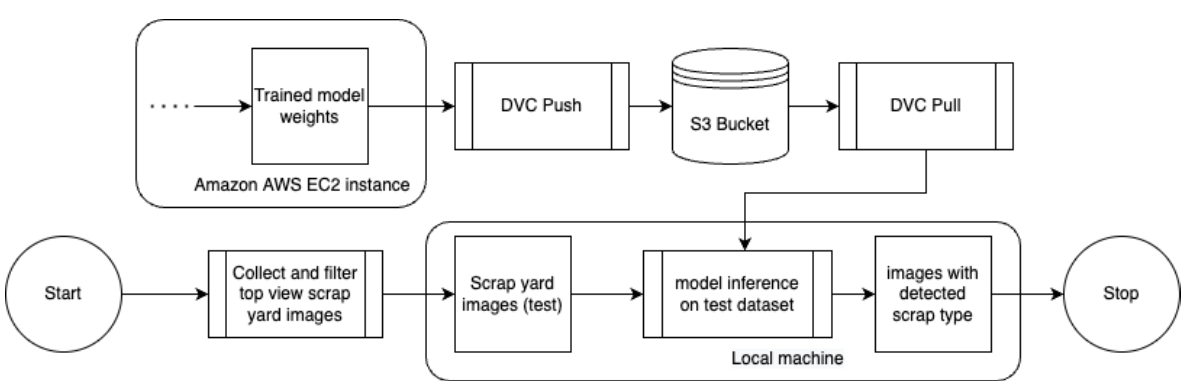 Trained model
weights
DVC Push
S3 Bucket
DVC Pull
Amazon AWS EC2 instance
Start
Collect and filter
top view scrap
yard images
Scrap yard
images (test)
model inference
on test dataset
images with
detected
scrap type
Stop
Local machine